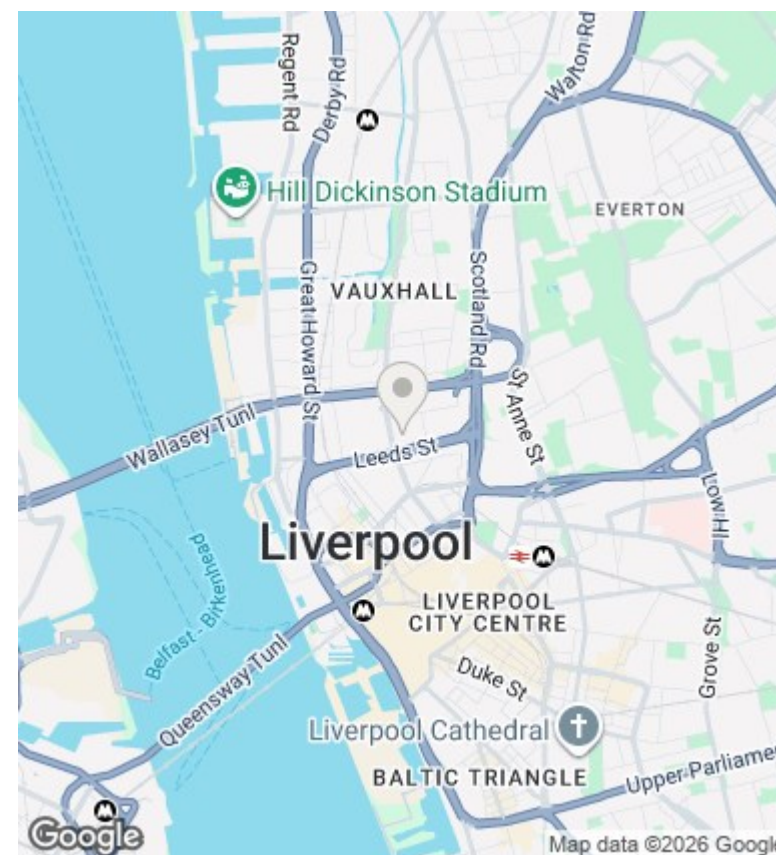 Regent Rd
Derby Rd
Walton Rd
Hill Dickinson Stadium
EVERTON
VAUXHALL
Great Howard St
Scotland Rd
St Anne St
Wallasey Tunl
Leeds St
Low Hill
Liverpool
Belfast - Birkenhead
LIVERPOOL
CITY CENTRE
Queensway Tunl
Duke St
Grove St
Liverpool Cathedral
BALTIC TRIANGLE
Upper Parliamen
Google
Map data ©2026 Google